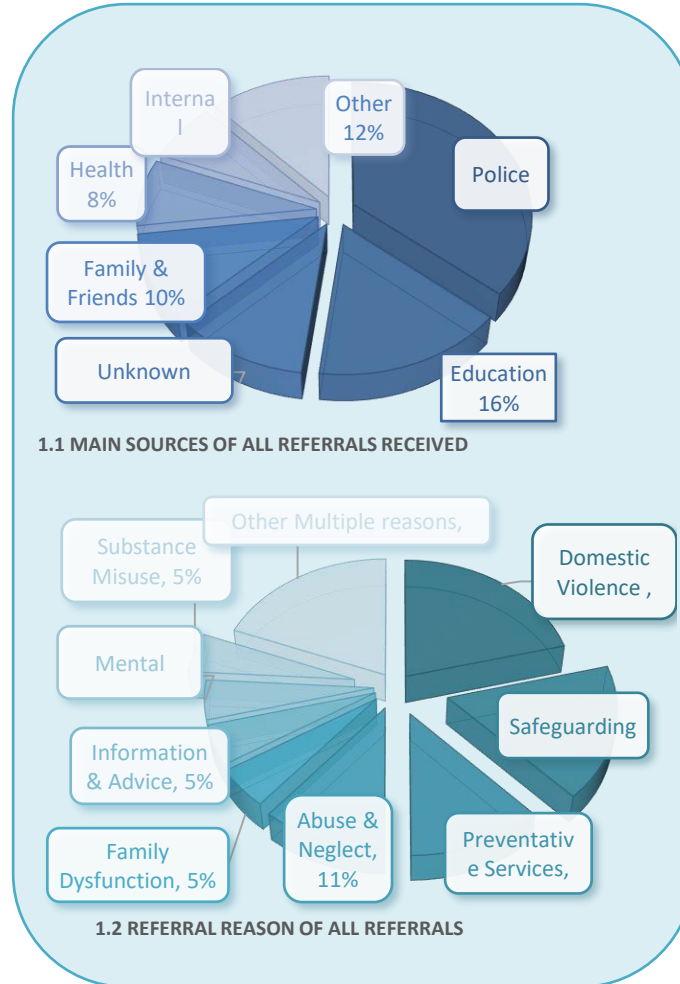 Interna
l
Other
12%
Police
Health
8%
Family &
Friends 10%
Unknown
Education
16%
1.1 MAIN SOURCES OF ALL REFERRALS RECEIVED
Other Multiple reasons,
Substance
Misuse, 5%
Domestic
Violence ,
Mental
Safeguarding
Information
& Advice, 5%
Abuse &
Neglect,
11%
Preventativ
e Services,
Family
Dysfunction, 5%
1.2 REFERRAL REASON OF ALL REFERRALS